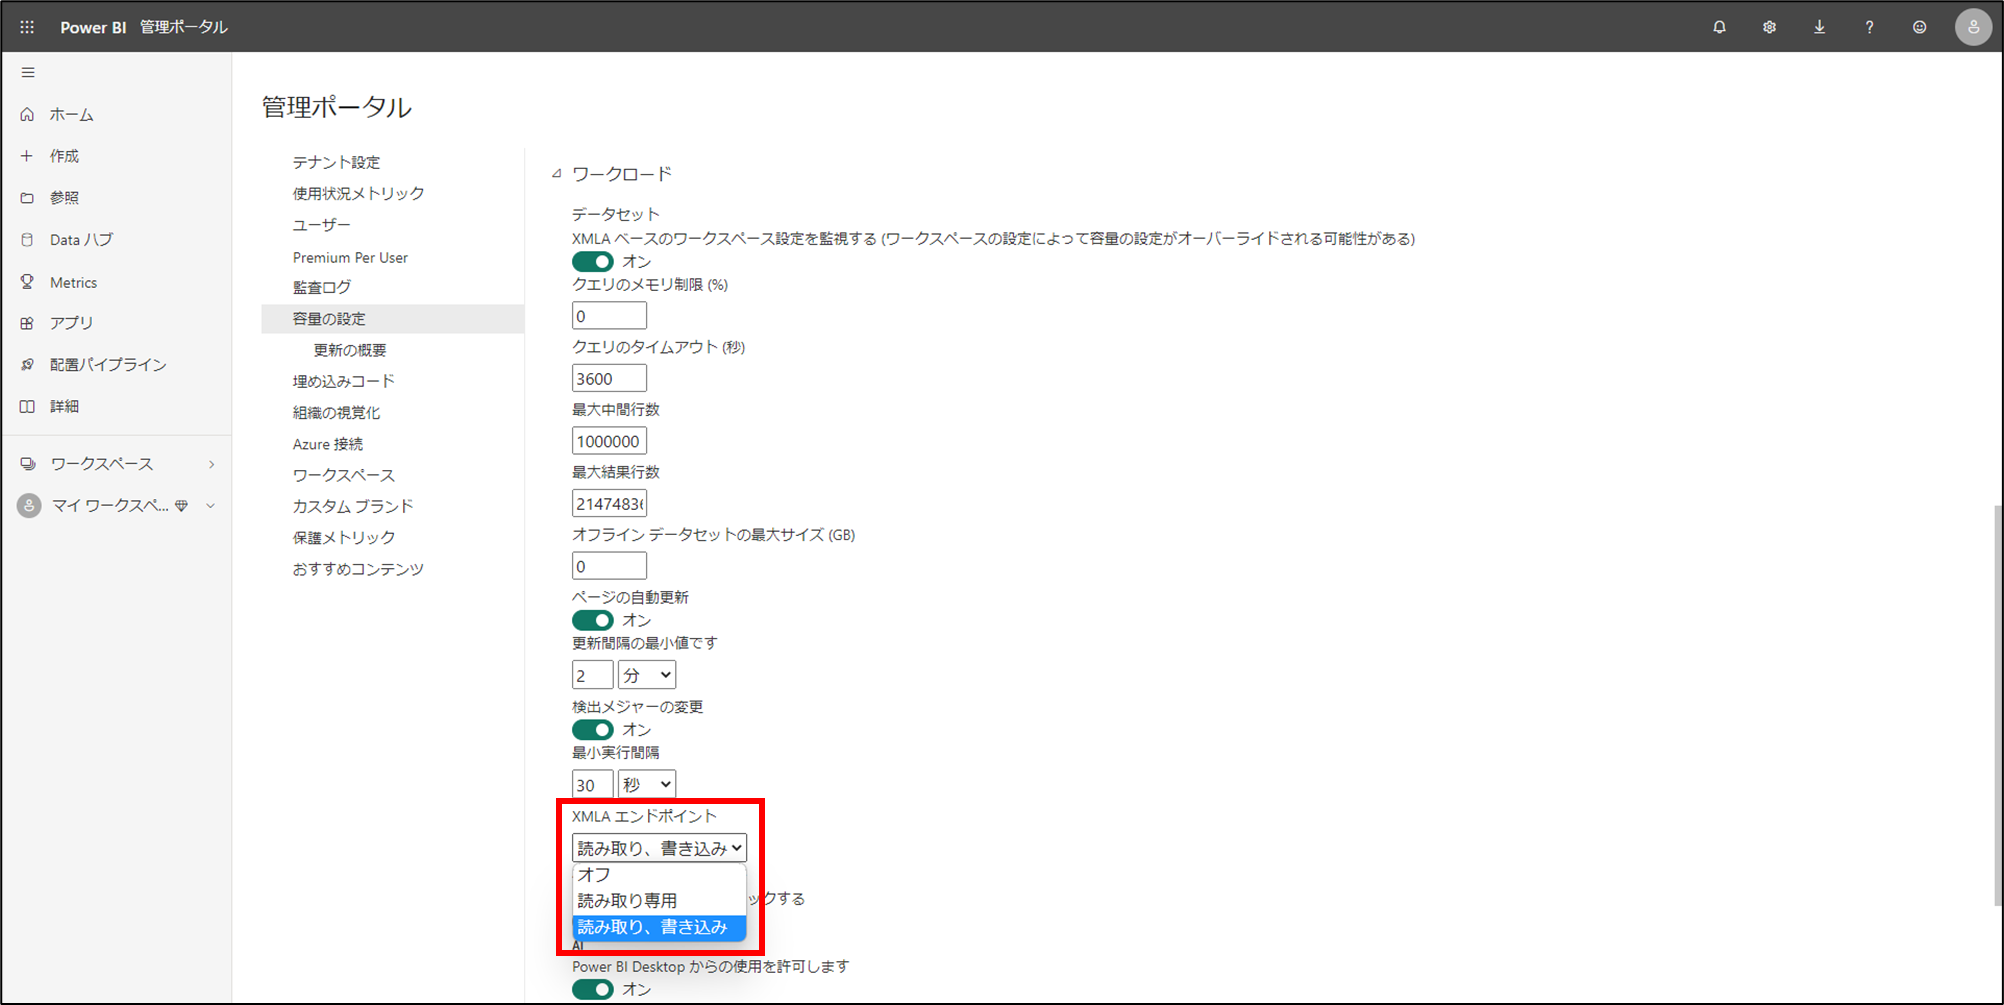 Power BI 管理ポータル
ホーム
作成
参照
Data ハブ
Metrics
アプリ
配置パイプライン
詳細
ワークスペース
マイ ワークスペ...
管理ポータル
テナント設定
使用状況メトリック
ユーザー
Premium Per User
監査ログ
容量の設定
更新の概要
埋め込みコード
組織の視覚化
Azure 接続
ワークスペース
カスタム ブランド
保護メトリック
おすすめコンテンツ
ワークロード
データセット
XMLA ベースのワークスペース設定を監視する (ワークスペースの設定によって容量の設定がオーバーライドされる可能性がある)
オン
クエリのメモリ制限 (%)
0
クエリのタイムアウト (秒)
3600
最大中間行数
1000000
最大結果行数
2147483
オフライン データセットの最大サイズ (GB)
0
ページの自動更新
オン
更新間隔の最小値です
2 分
検出メジャーの変更
オン
最小実行間隔
30 秒
XMLA エンドポイント
読み取り、書き込み
オフ
読み取り専用 ックする
読み取り、書き込み
AI
Power BI Desktop からの使用を許可します
オン